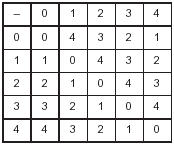 – 0 1 2 3 4
0 0 4 3 2 1
1 1 0 4 3 2
2 2 1 0 4 3
3 3 2 1 0 4
4 4 3 2 1 0